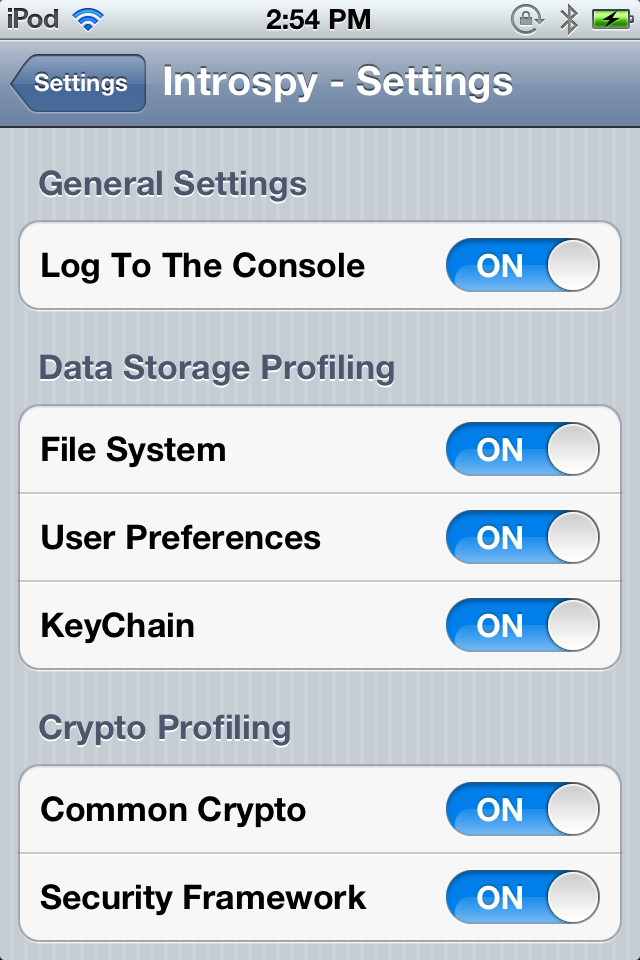 iPod 2:54 PM
Settings Introspy - Settings
General Settings
Log To The Console ON
Data Storage Profiling
File System ON
User Preferences ON
KeyChain ON
Crypto Profiling
Common Crypto ON
Security Framework ON